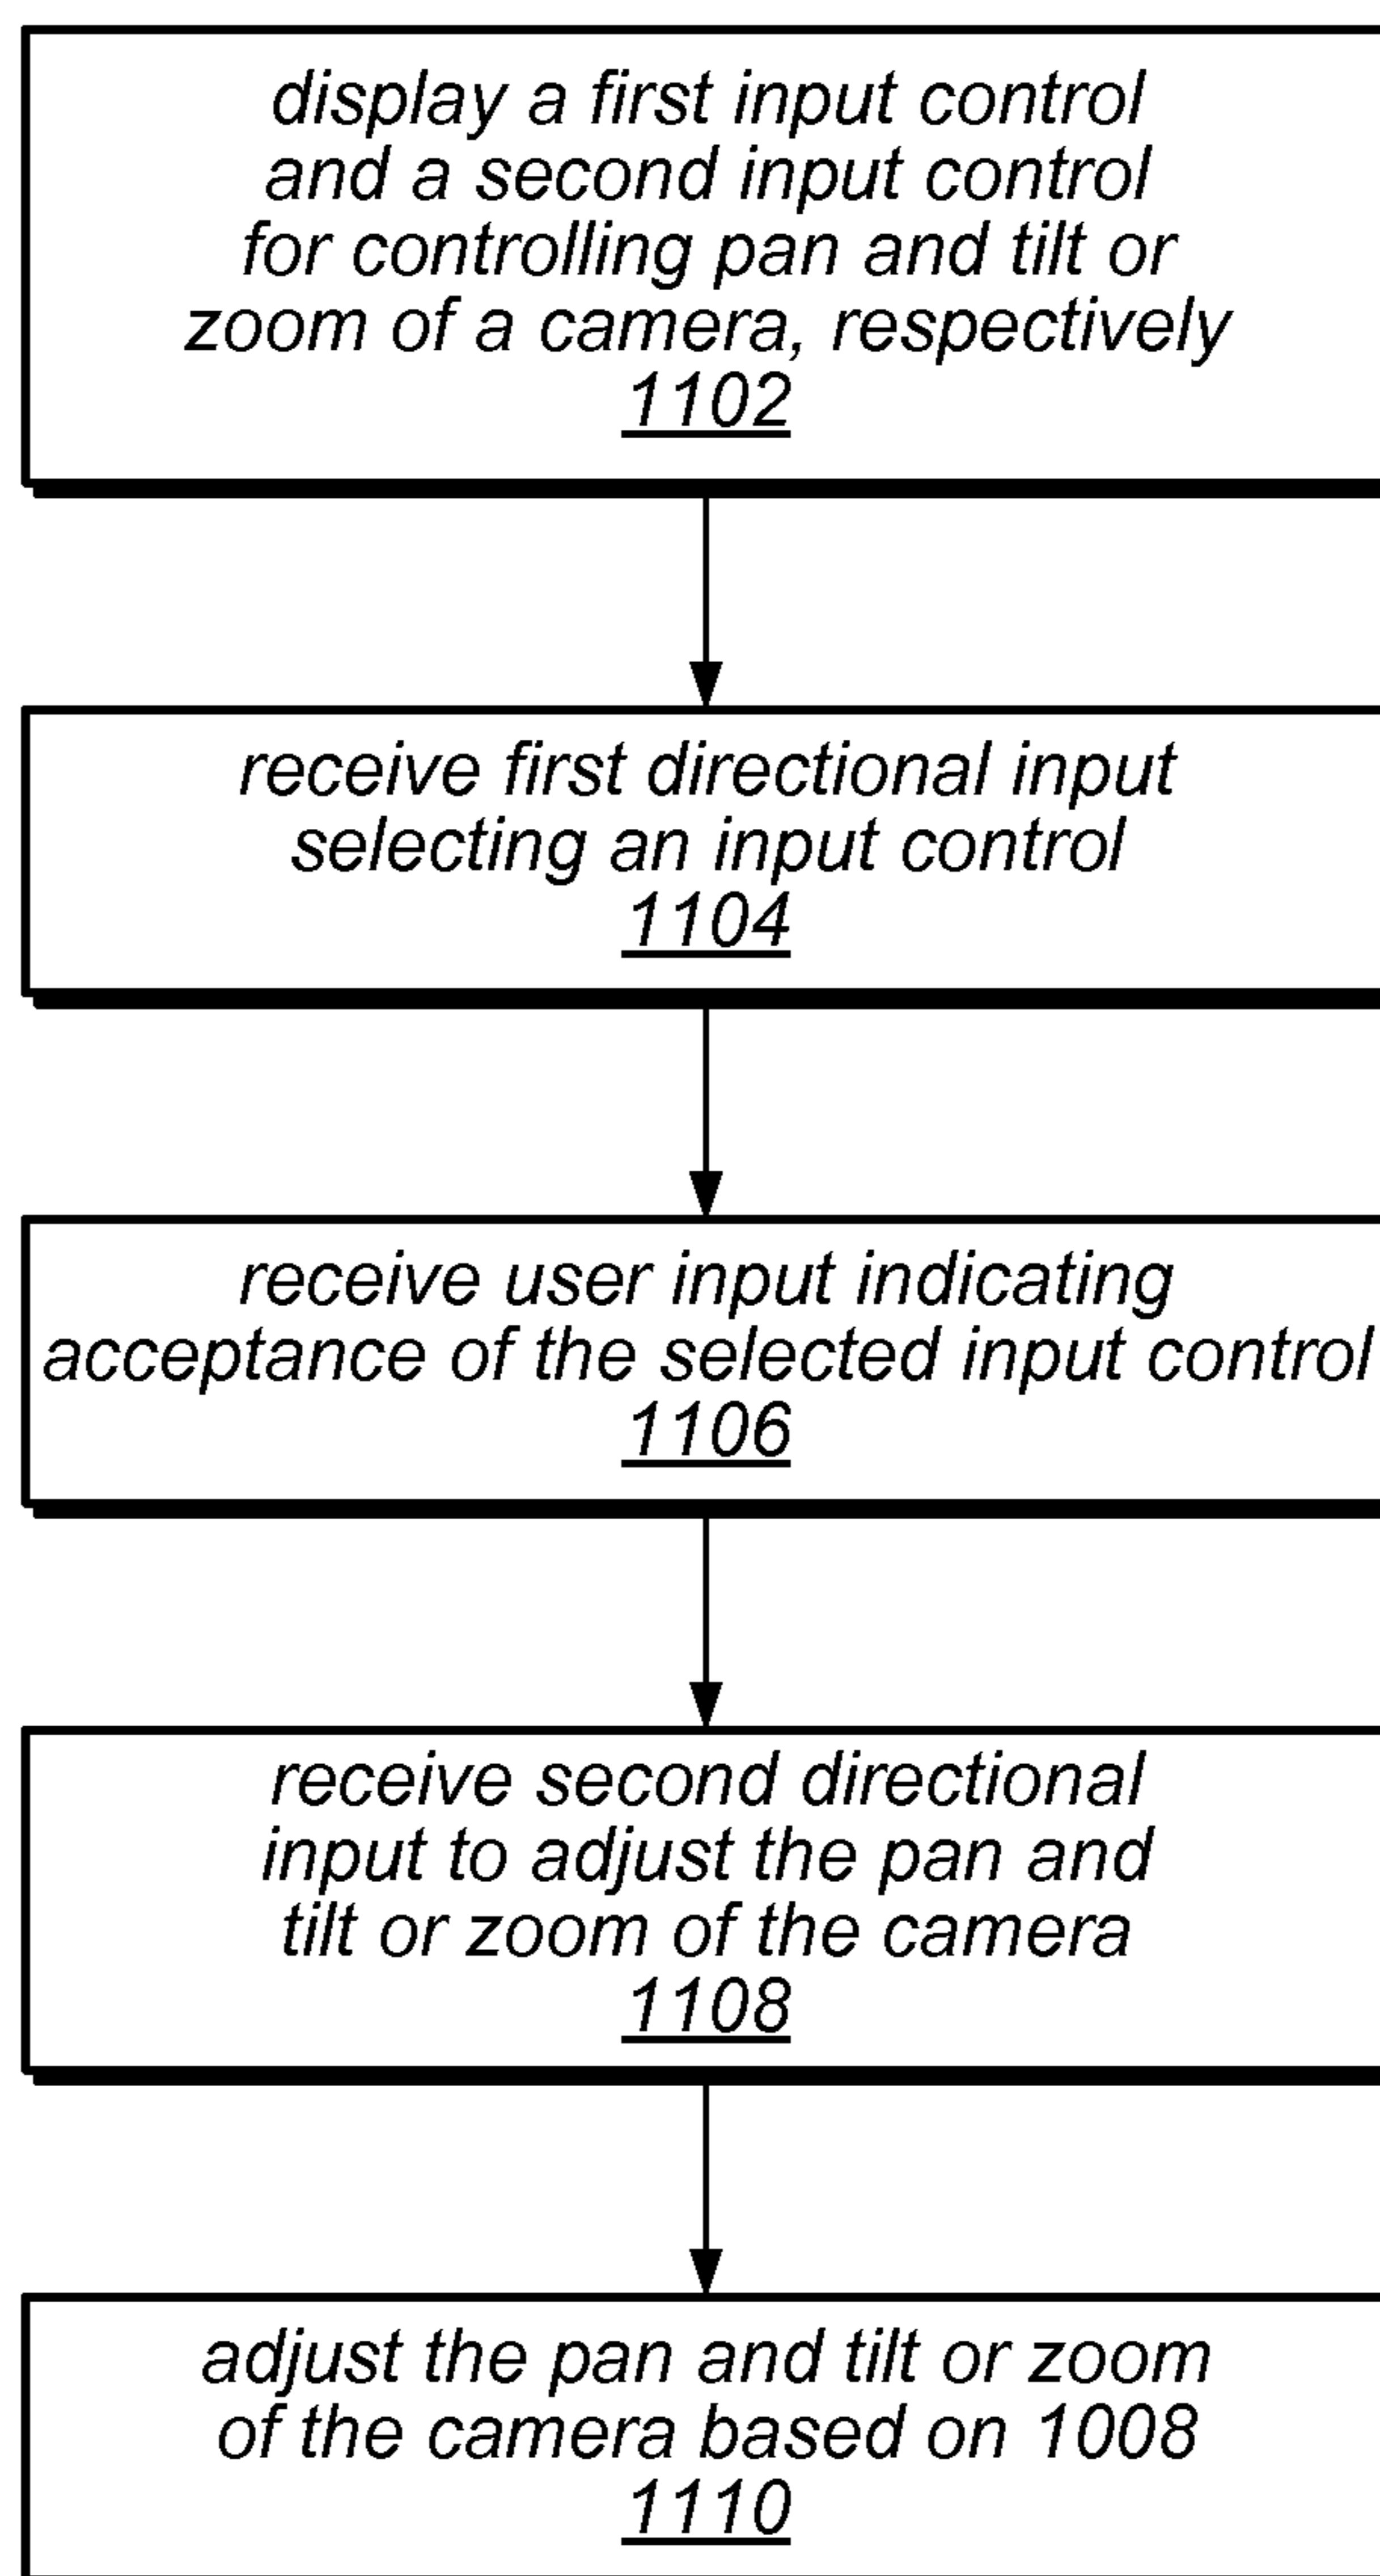 display a first input control
and a second input control
for controlling pan and tilt or
zoom of a camera, respectively
1102
receive first directional input
selecting an input control
1104
receive user input indicating
acceptance of the selected input control
1106
receive second directional
input to adjust the pan and
tilt or zoom of the camera
1108
adjust the pan and tilt or zoom
of the camera based on 1008
1110